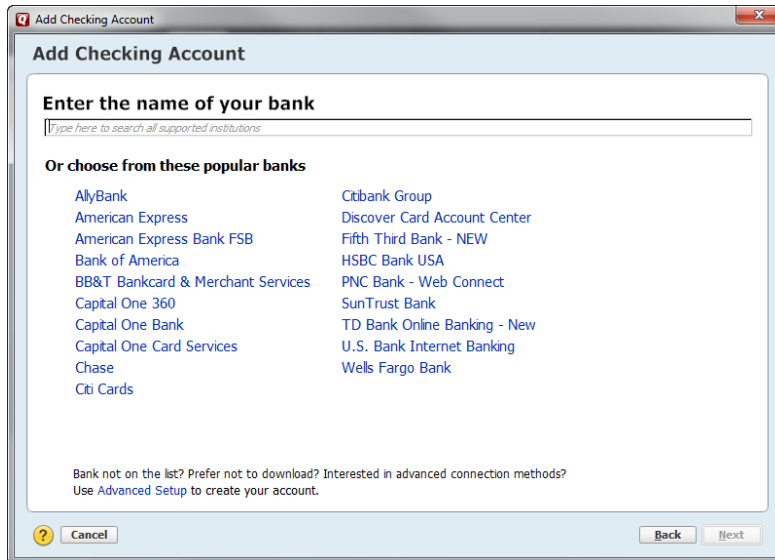 Add Checking Account
Add Checking Account
Enter the name of your bank
Type here to search all supported institutions
Or choose from these popular banks
AllyBank
American Express
American Express Bank FSB
Bank of America
BB&T Bankcard & Merchant Services
Capital One 360
Capital One Bank
Capital One Card Services
Chase
Citi Cards
Citibank Group
Discover Card Account Center
Fifth Third Bank - NEW
HSBC Bank USA
PNC Bank - Web Connect
SunTrust Bank
TD Bank Online Banking - New
U.S. Bank Internet Banking
Wells Fargo Bank
Bank not on the list? Prefer not to download? Interested in advanced connection methods?
Use Advanced Setup to create your account.
? Cancel Back Next